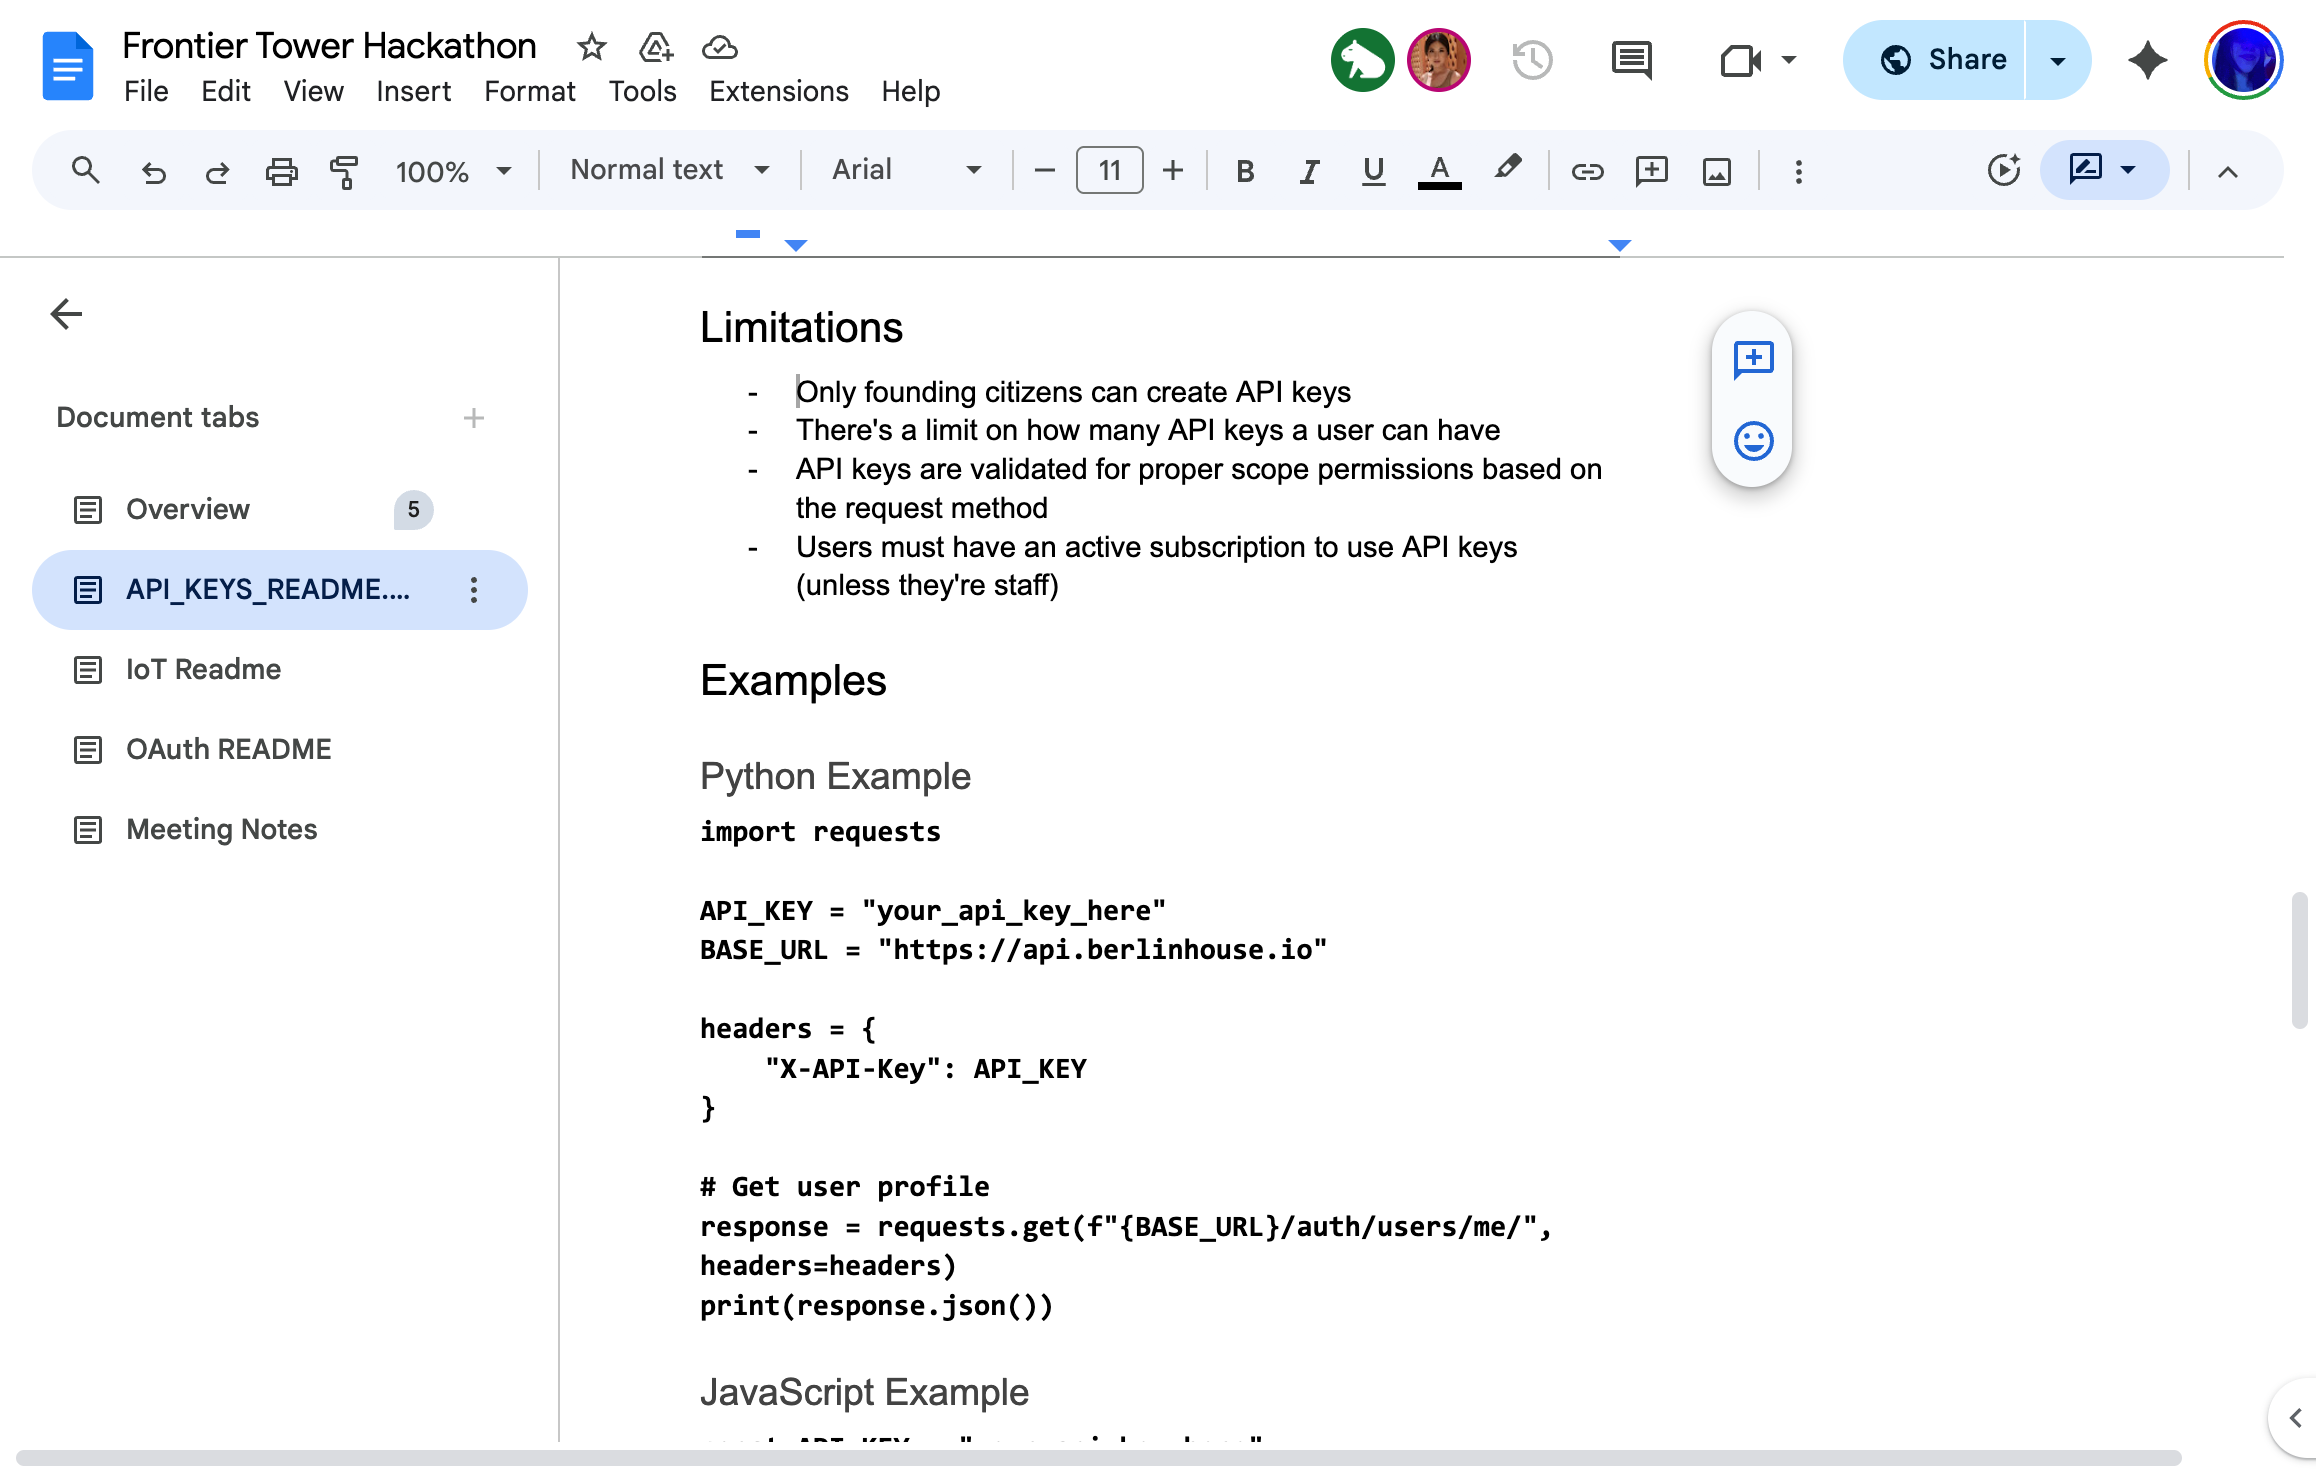 Frontier Tower Hackathon
File Edit View Insert Format Tools Extensions Help
Share
100% Normal text Arial 11 B I U A
Document tabs
Overview 5
API_KEYS_README....
IoT Readme
OAuth README
Meeting Notes
Limitations
- Only founding citizens can create API keys
- There's a limit on how many API keys a user can have
- API keys are validated for proper scope permissions based on
the request method
- Users must have an active subscription to use API keys
(unless they're staff)
Examples
Python Example
import requests
API_KEY = "your_api_key_here"
BASE_URL = "https://api.berlinhouse.io"
headers = {
    "X-API-Key": API_KEY
}
# Get user profile
response = requests.get(f"{BASE_URL}/auth/users/me/",
headers=headers)
print(response.json())
JavaScript Example